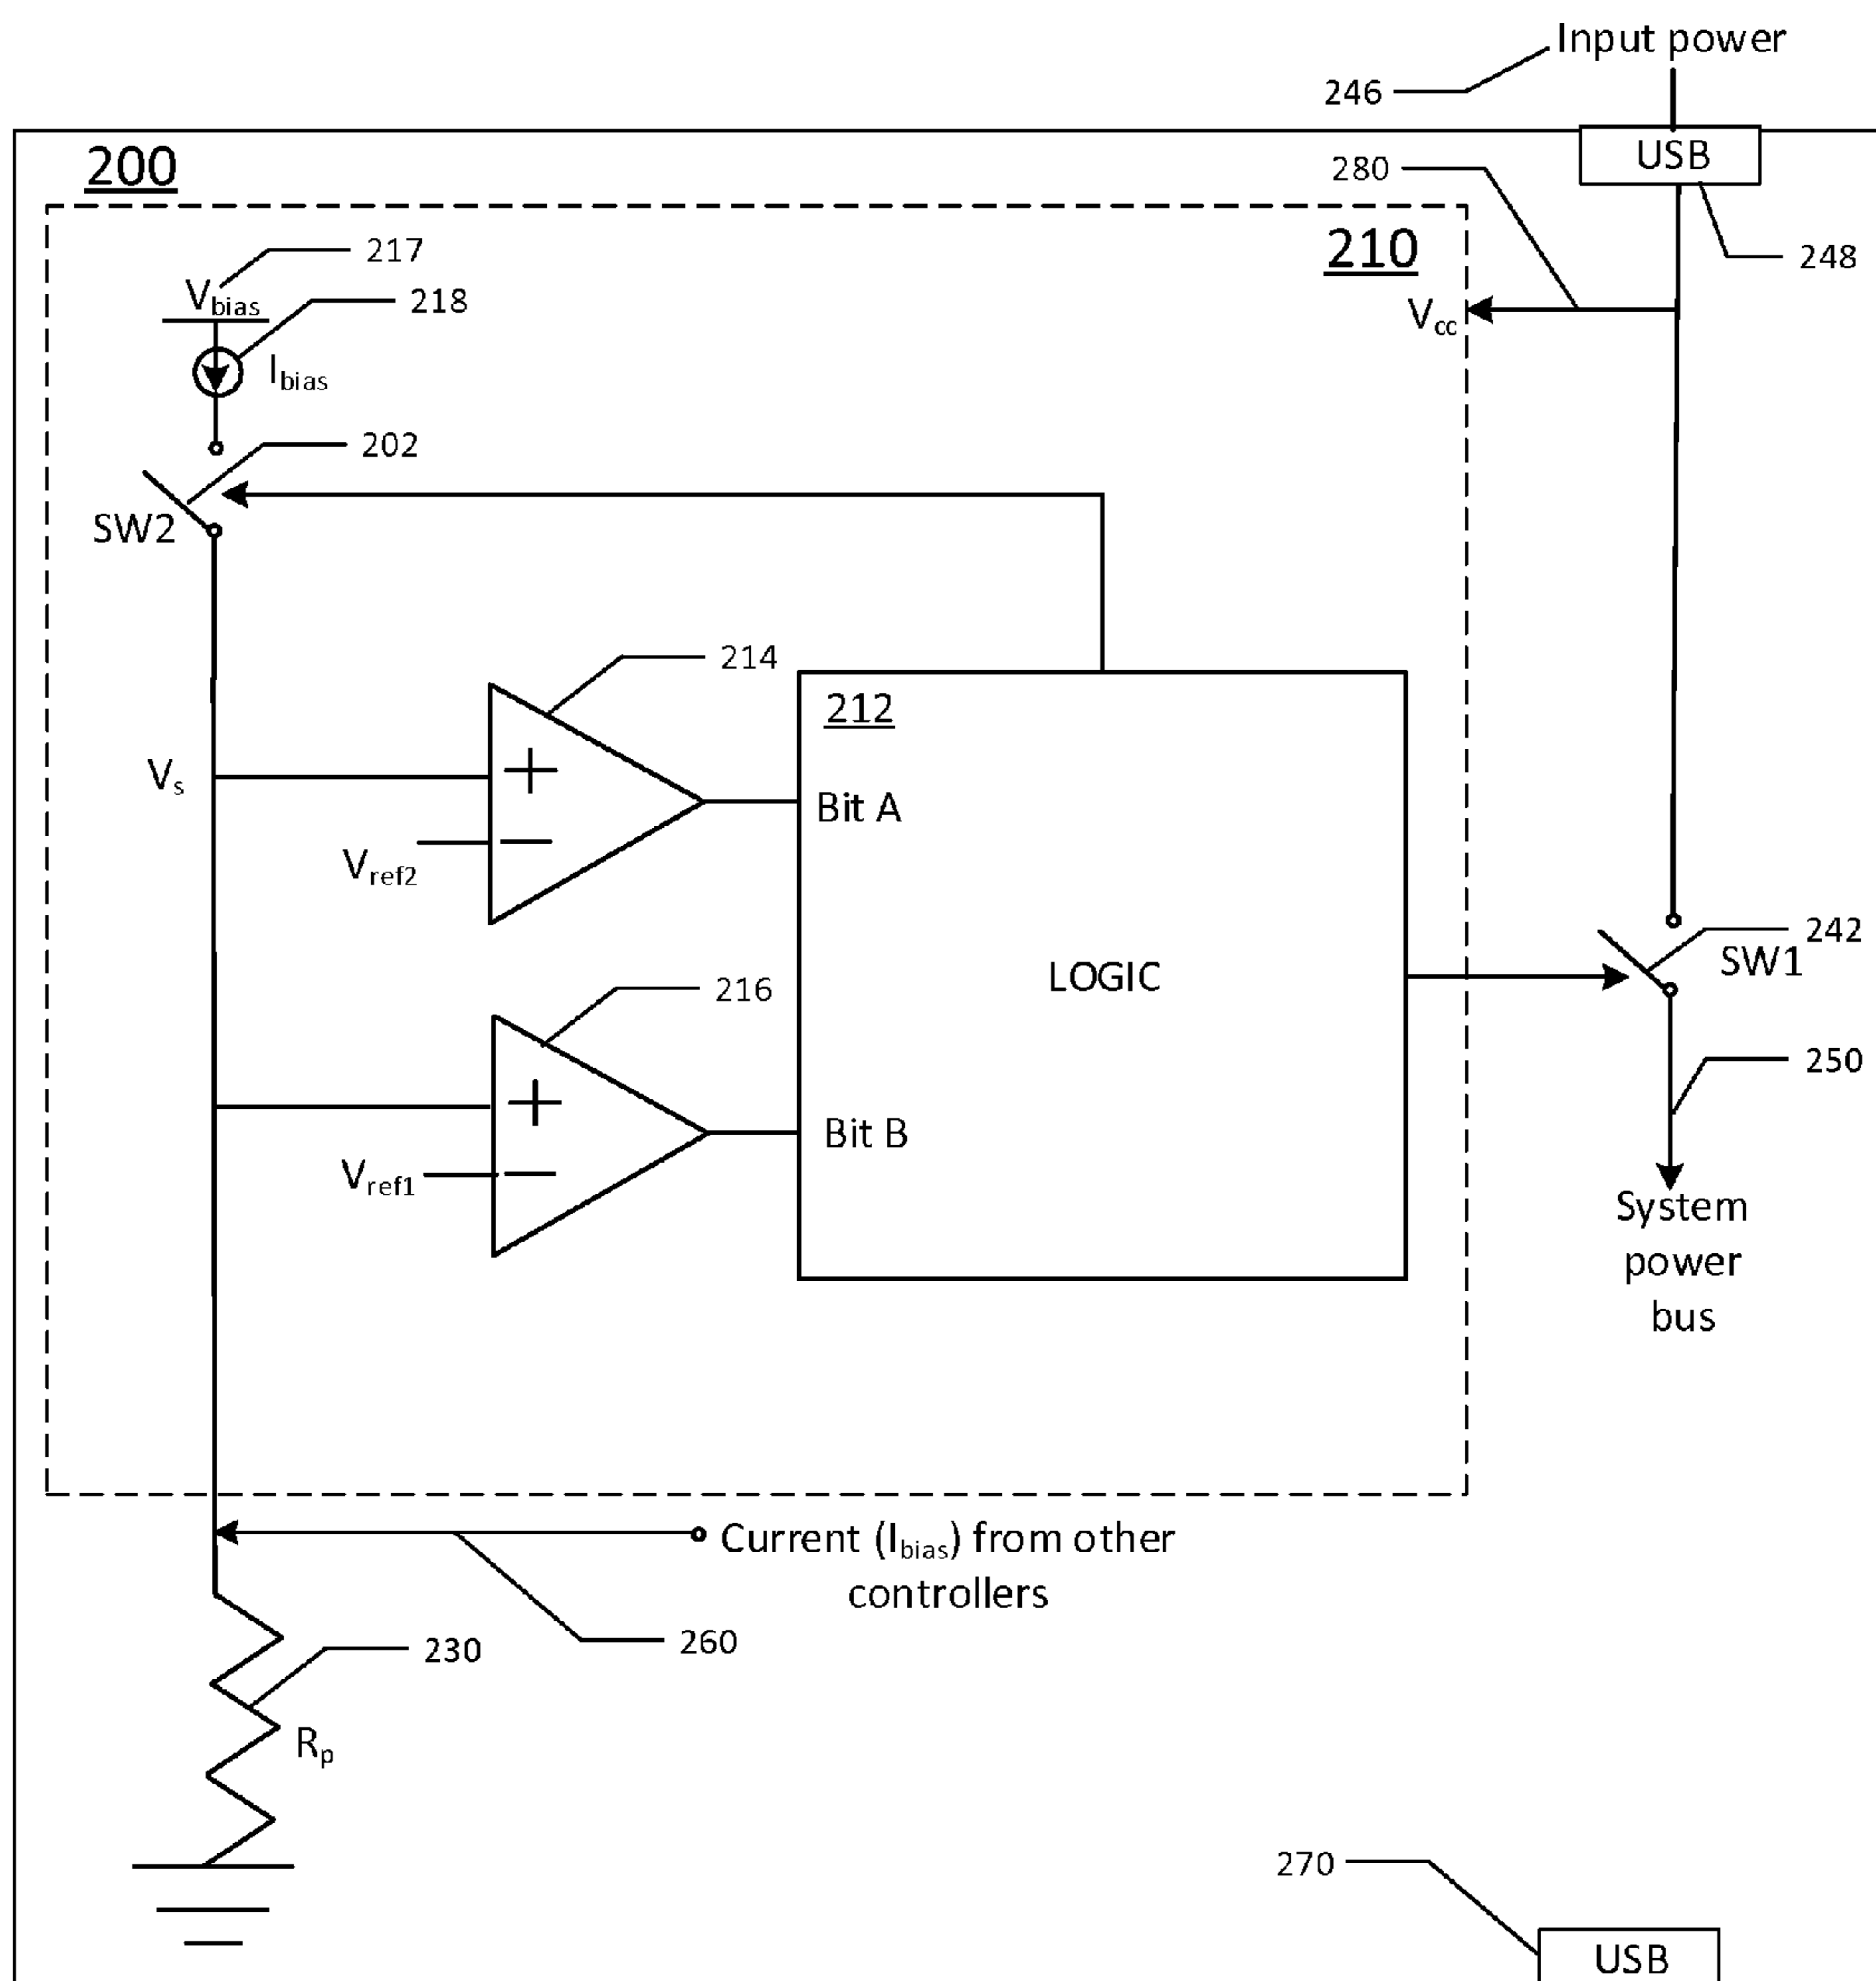 Input power
246
200
USB
280
248
210
217
Vbias
218
Vcc
Ibias
202
SW2
214
212
Vs
Bit A
Vref2
242
SW1
LOGIC
216
250
Bit B
Vref1
System
power
bus
Current (Ibias) from other
controllers
260
230
Rp
270
USB